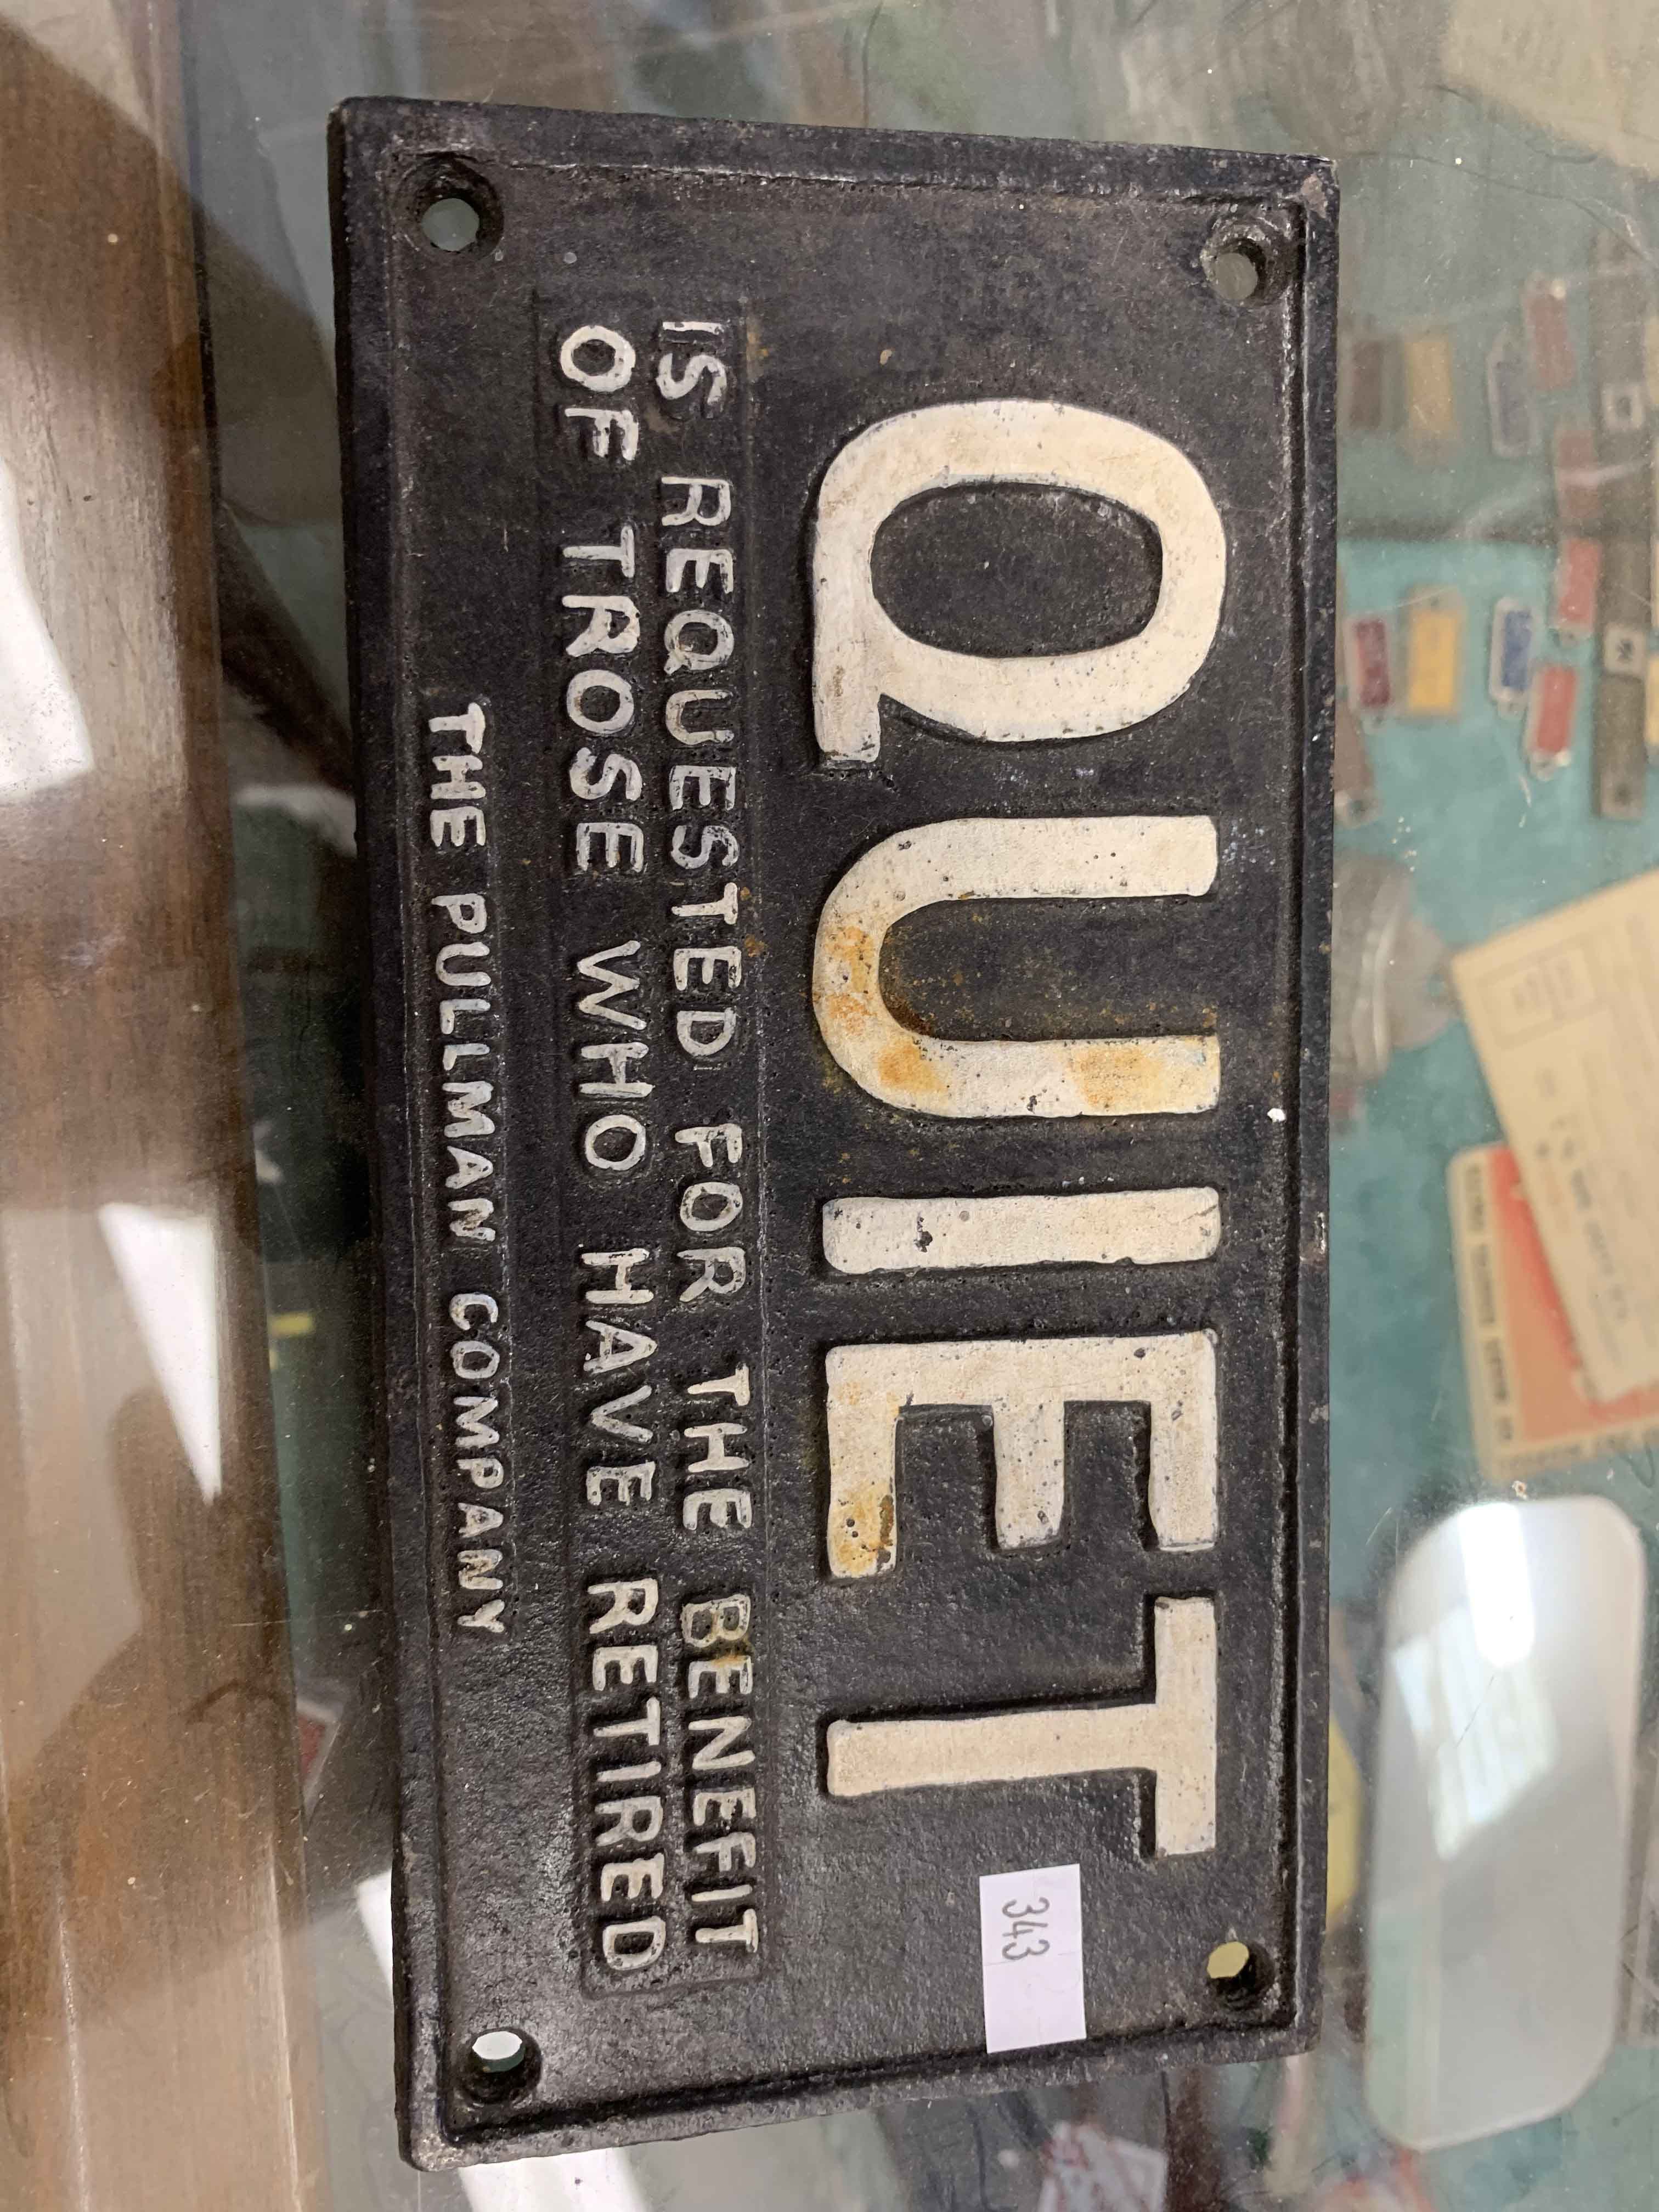 QUIET
IS REQUESTED FOR THE BENEFIT
OF TROSE WHO HAVE RETIRED
THE PULLMAN COMPANY
343